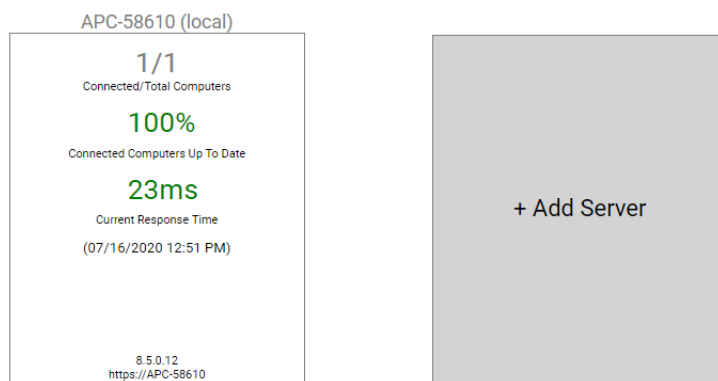 APC-58610 (local)
1/1
Connected/Total Computers
100%
Connected Computers Up To Date
23ms
Current Response Time
(07/16/2020 12:51 PM)
8.5.0.12
https://APC-58610
+ Add Server